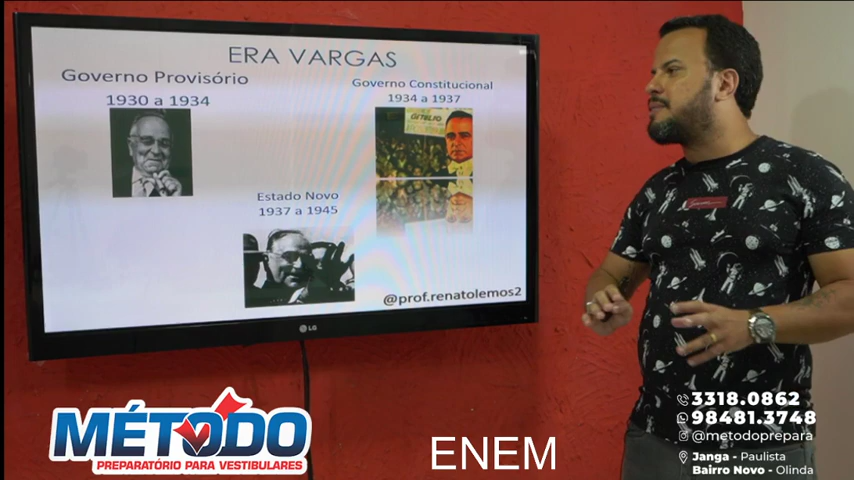 ERA VARGAS
Governo Provisório
1930 a 1934
Governo Constitucional
1934 a 1937
GETULIO
Estado Novo
1937 a 1945
@prof.renatolemos2
LG
MÉTODO
PREPARATÓRIO PARA VESTIBULARES
ENEM
3318.0862
98481.3748
@metodoprepara
Janga - Paulista
Bairro Novo - Olinda